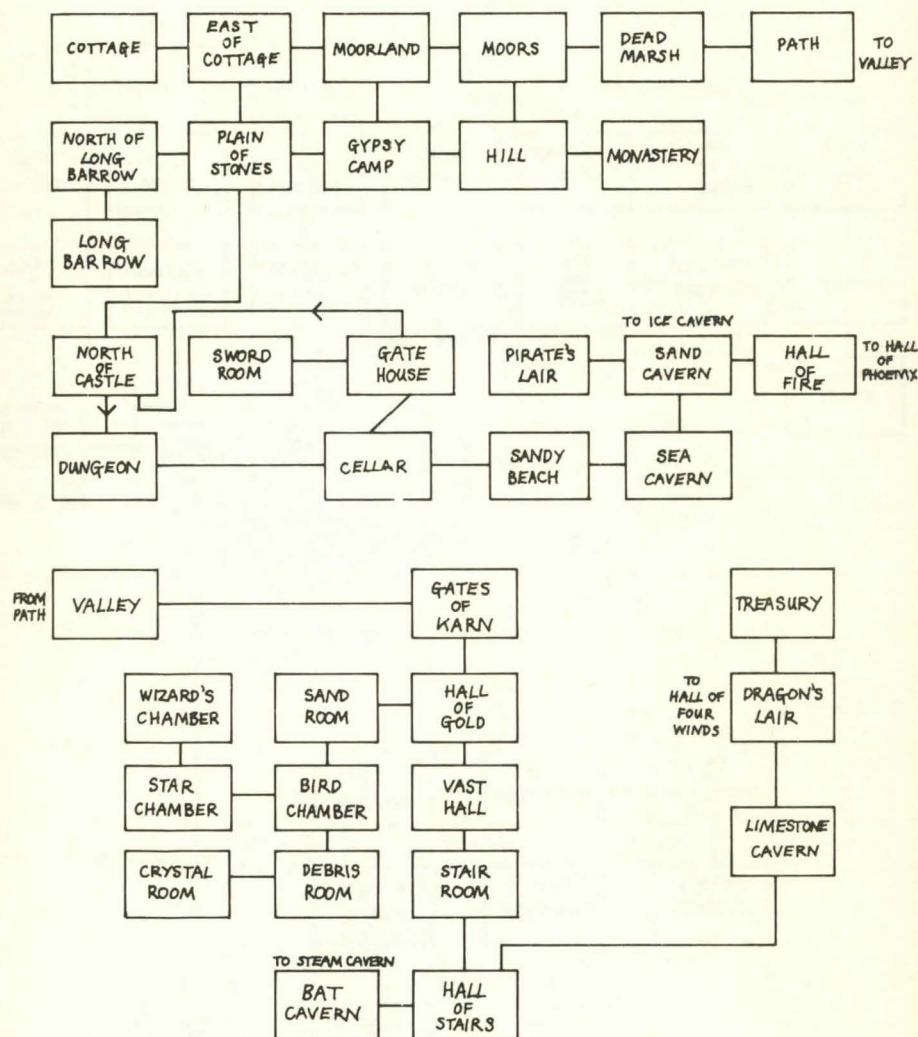 COTTAGE
EAST
OF
COTTAGE
MOORLAND
MOORS
DEAD
MARSH
PATH
TO
VALLEY
NORTH OF
LONG
BARROW
PLAIN
OF
STONES
GYPSY
CAMP
HILL
MONASTERY
LONG
BARROW
NORTH
OF
CASTLE
SWORD
ROOM
GATE
HOUSE
PIRATE'S
LAIR
TO ICE CAVERN
SAND
CAVERN
HALL
OF
FIRE
TO HALL
OF
PHOENIX
DUNGEON
CELLAR
SANDY
BEACH
SEA
CAVERN
FROM
PATH
VALLEY
GATES
OF
KARN
TREASURY
WIZARD'S
CHAMBER
SAND
ROOM
HALL
OF
GOLD
TO
HALL OF
FOUR
WINDS
DRAGON'S
LAIR
STAR
CHAMBER
BIRD
CHAMBER
VAST
HALL
LIMESTONE
CAVERN
CRYSTAL
ROOM
DEBRIS
ROOM
STAIR
ROOM
TO STEAM CAVERN
BAT
CAVERN
HALL
OF
STAIRS